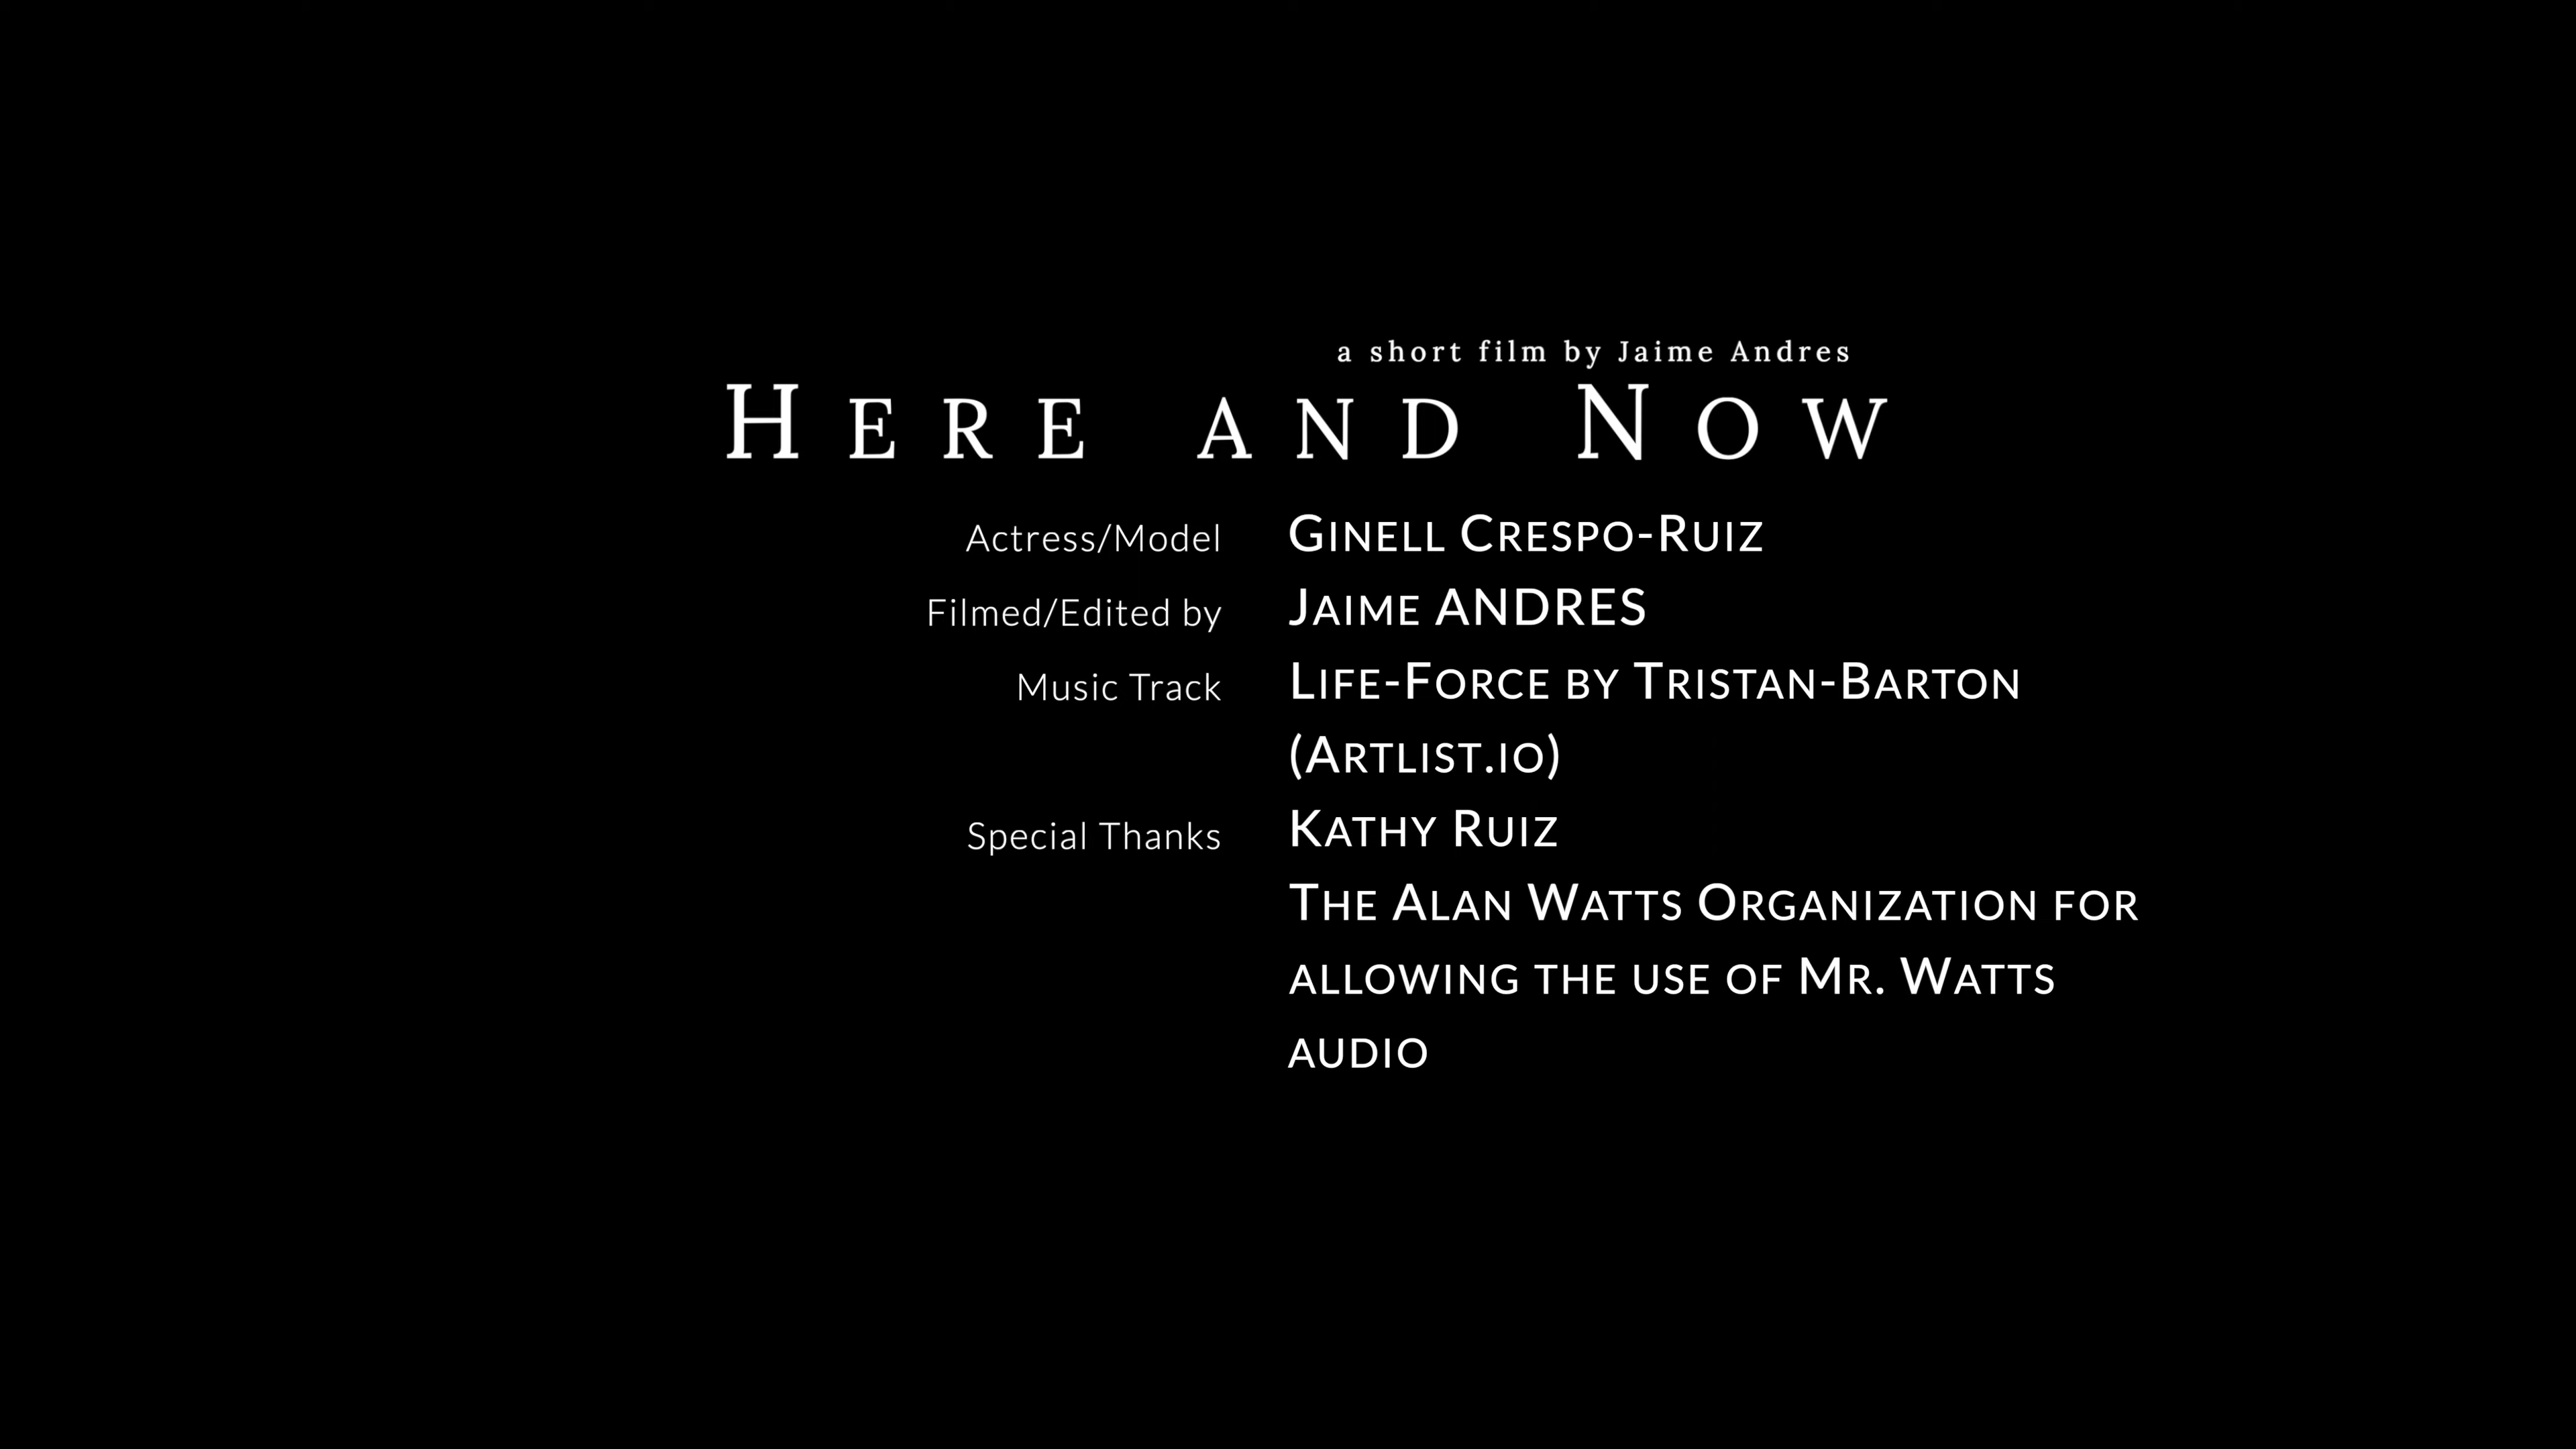 a short film by Jaime Andres
Here and Now
Actress/Model Ginell Crespo-Ruiz
Filmed/Edited by Jaime ANDRES
Music Track Life-Force by Tristan-Barton
(Artlist.io)
Special Thanks Kathy Ruiz
The Alan Watts Organization for
allowing the use of Mr. Watts
audio